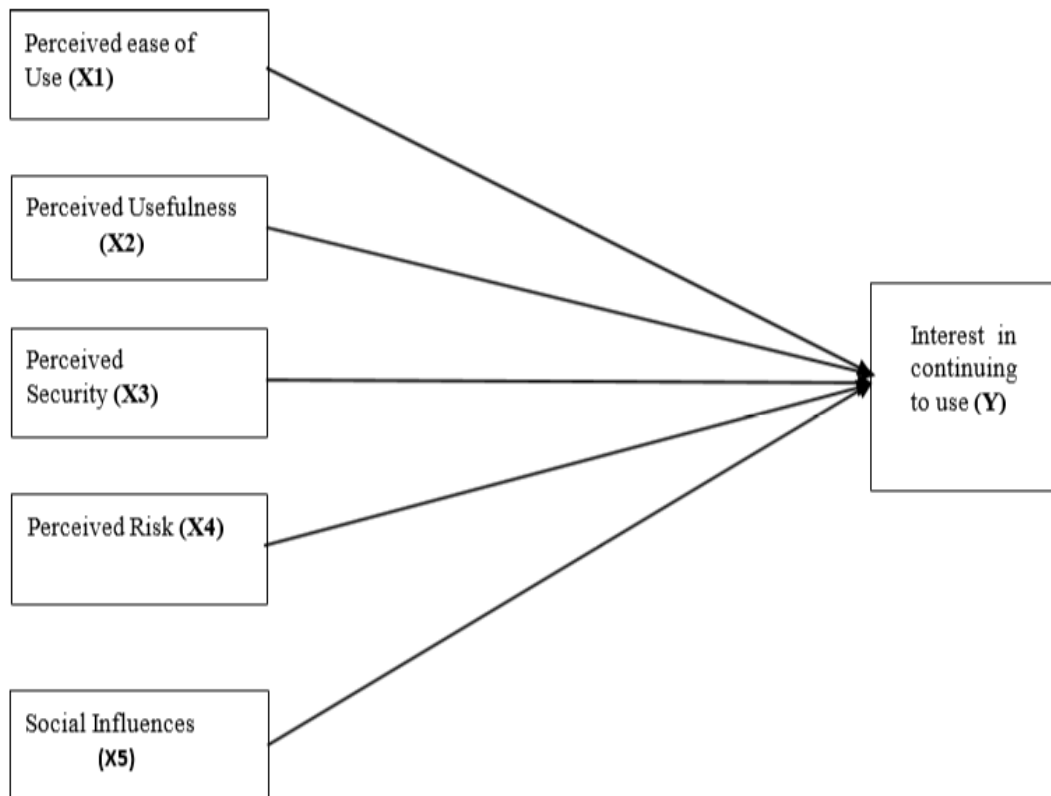 Perceived ease of
Use (X1)
Perceived Usefulness
(X2)
Perceived
Security (X3)
Perceived Risk (X4)
Social Influences
(X5)
Interest in
continuing
to use (Y)